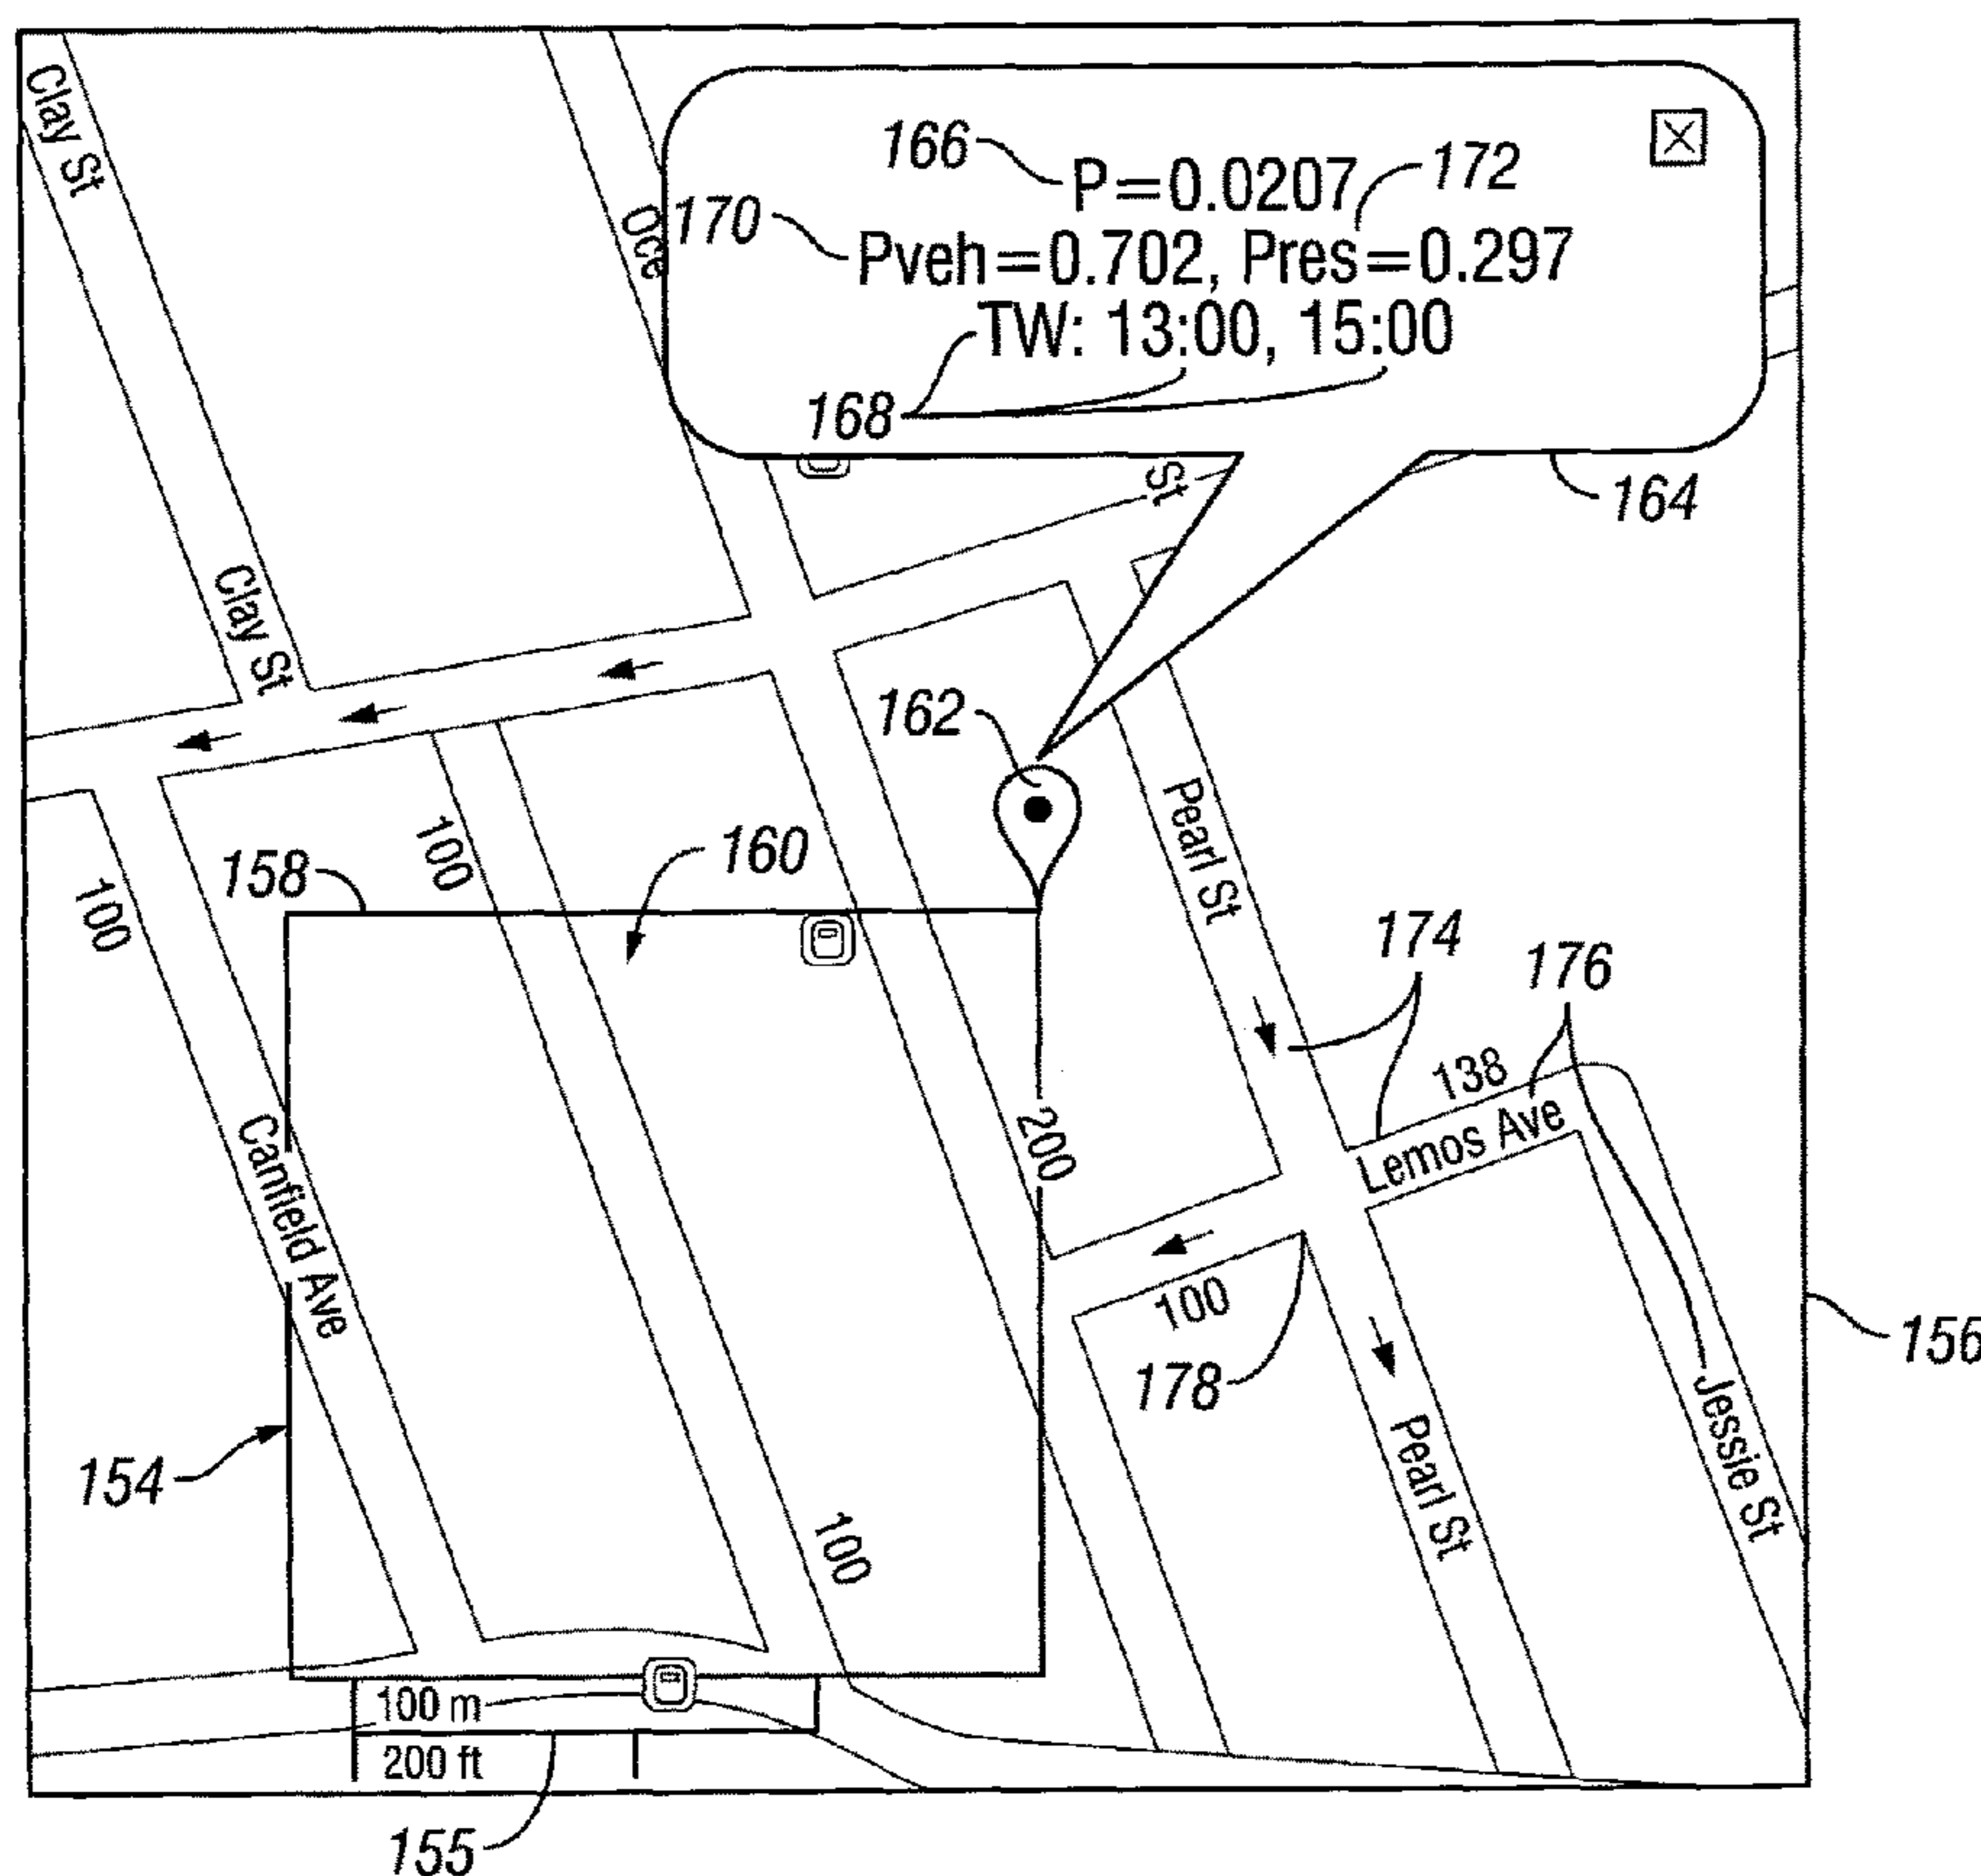 Clay St
166
P=0.0207
172
170
Oce
Pveh=0.702, Pres=0.297
TW: 13:00, 15:00
168
St
164
Clay St
162
Pearl St
100
160
158
100
174
176
138
Lemos Ave
200
Canfield Ave
100
178
156
154
Pearl St
Jessie St
100
100 m
200 ft
155